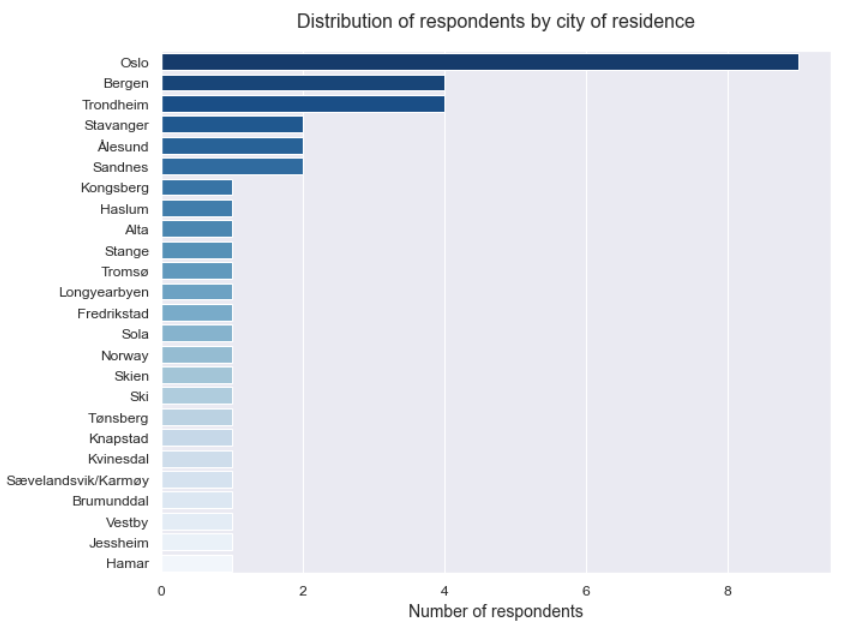 Distribution of respondents by city of residence
Oslo
Bergen
Trondheim
Stavanger
Ålesund
Sandnes
Kongsberg
Haslum
Alta
Stange
Tromsø
Longyearbyen
Fredrikstad
Sola
Norway
Skien
Ski
Tønsberg
Knapstad
Kvinesdal
Sævelandsvik/Karmøy
Brumunddal
Vestby
Jessheim
Hamar
0 2 4 6 8
Number of respondents